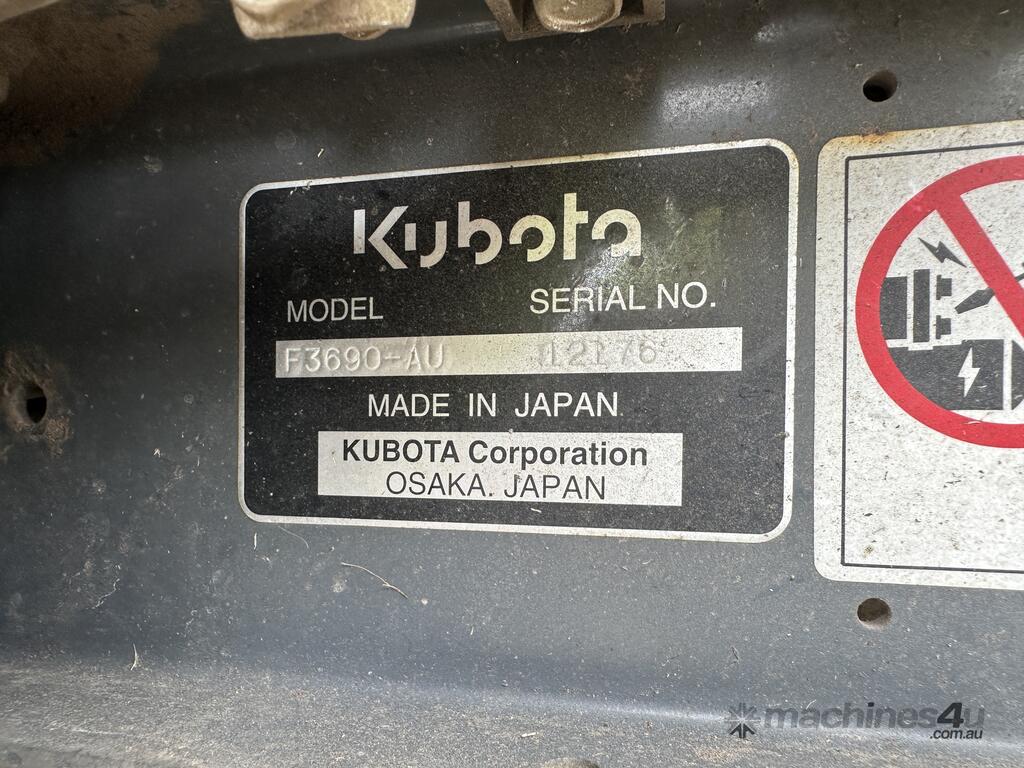 Kubota
MODEL SERIAL NO.
F3690-AU 12176
MADE IN JAPAN
KUBOTA Corporation
OSAKA. JAPAN
machines4u
.com.au